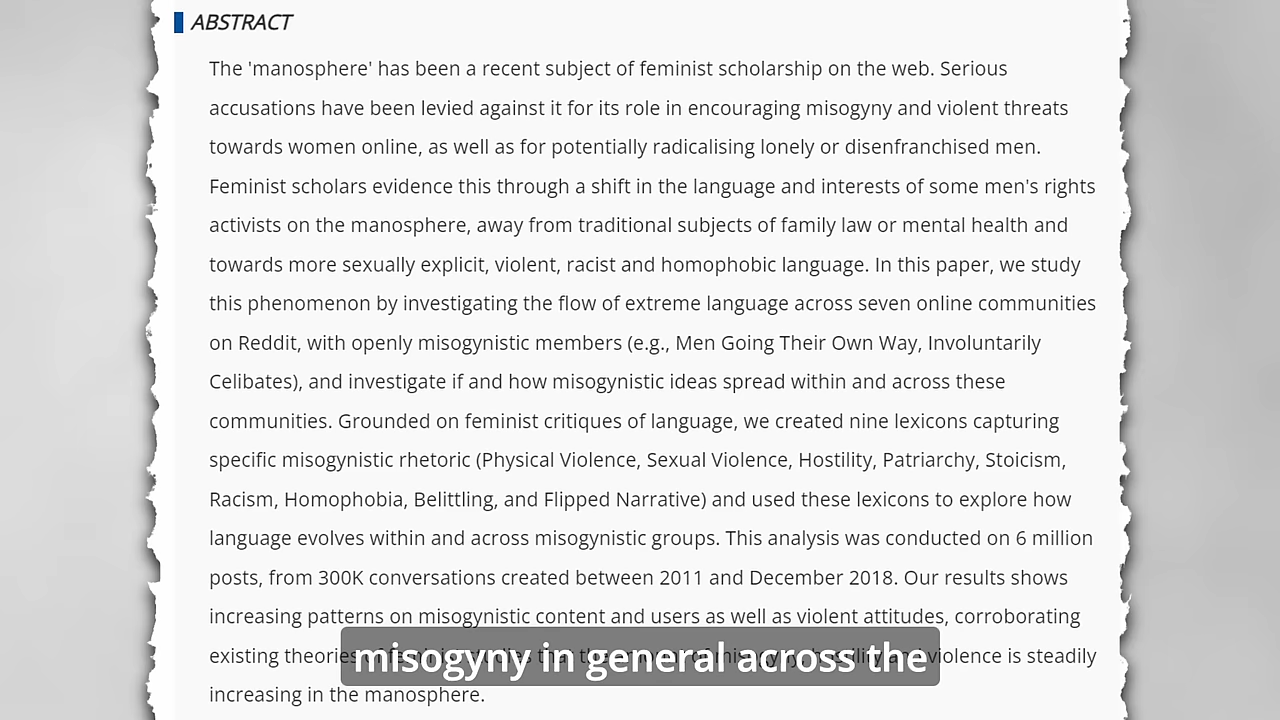 ABSTRACT
The 'manosphere' has been a recent subject of feminist scholarship on the web. Serious
accusations have been levied against it for its role in encouraging misogyny and violent threats
towards women online, as well as for potentially radicalising lonely or disenfranchised men.
Feminist scholars evidence this through a shift in the language and interests of some men's rights
activists on the manosphere, away from traditional subjects of family law or mental health and
towards more sexually explicit, violent, racist and homophobic language. In this paper, we study
this phenomenon by investigating the flow of extreme language across seven online communities
on Reddit, with openly misogynistic members (e.g., Men Going Their Own Way, Involuntarily
Celibates), and investigate if and how misogynistic ideas spread within and across these
communities. Grounded on feminist critiques of language, we created nine lexicons capturing
specific misogynistic rhetoric (Physical Violence, Sexual Violence, Hostility, Patriarchy, Stoicism,
Racism, Homophobia, Belittling, and Flipped Narrative) and used these lexicons to explore how
language evolves within and across misogynistic groups. This analysis was conducted on 6 million
posts, from 300K conversations created between 2011 and December 2018. Our results shows
increasing patterns on misogynistic content and users as well as violent attitudes, corroborating
existing theories violence is steadily
misogyny in general across the
increasing in the manosphere.